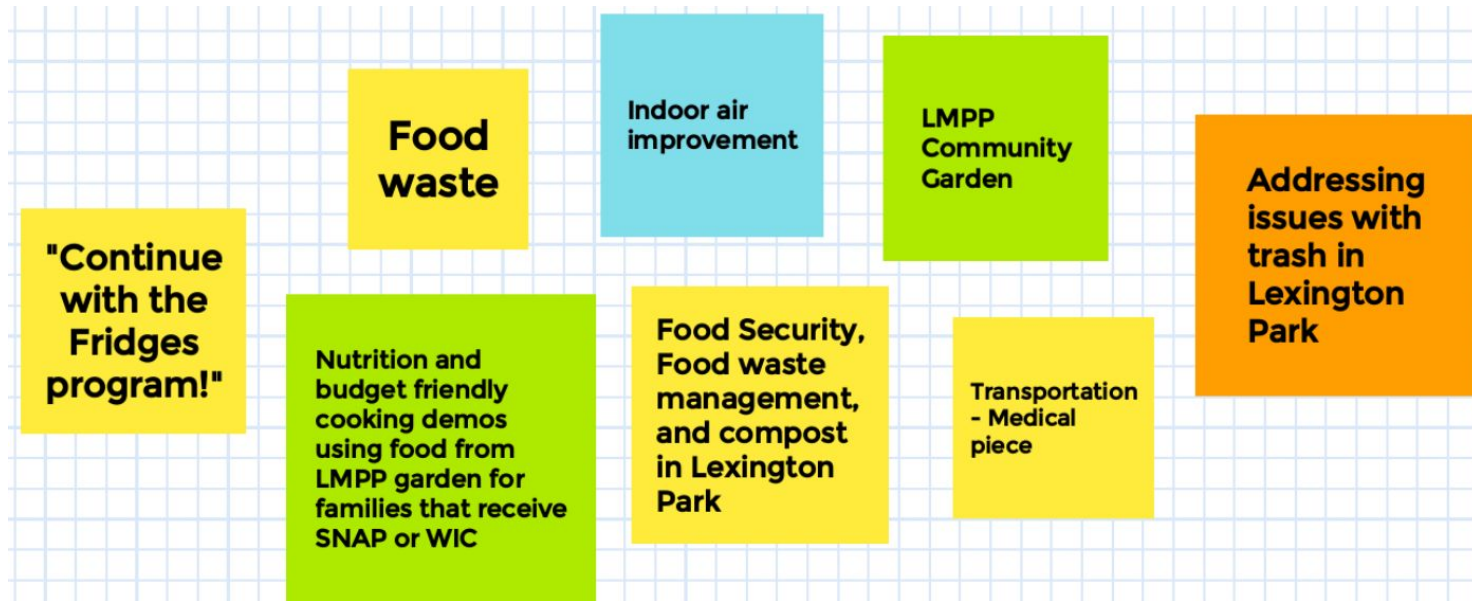 Food
waste
Indoor air
improvement
LMPP
Community
Garden
Addressing
issues with
trash in
Lexington
Park
"Continue
with the
Fridges
program!"
Nutrition and
budget friendly
cooking demos
using food from
LMPP garden for
families that receive
SNAP or WIC
Food Security,
Food waste
management,
and compost
in Lexington
Park
Transportation
- Medical
piece